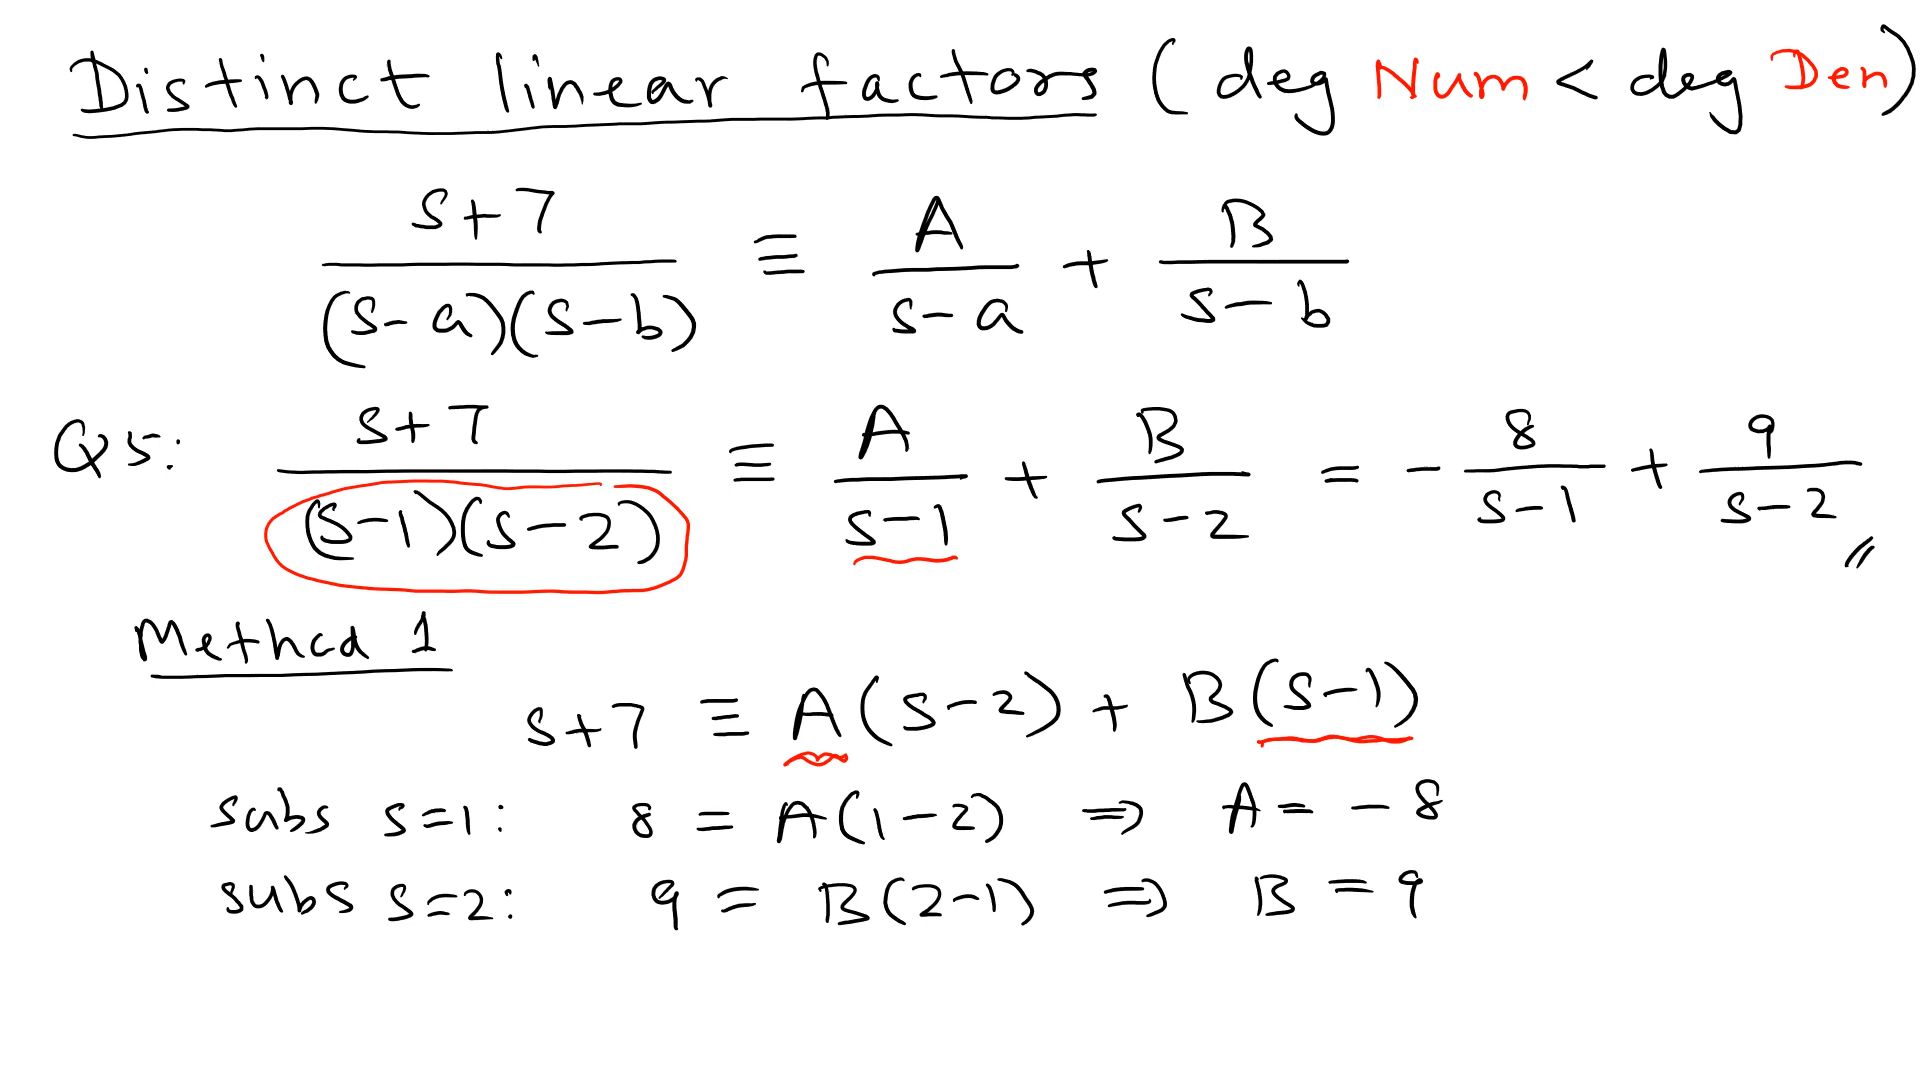 Distinct linear factors (deg Num < deg Den)
(s+7)/((s-a)(s-b)) ≡ A/(s-a) + B/(s-b)
Q5: (s+7)/((s-1)(s-2)) ≡ A/(s-1) + B/(s-2) = -8/(s-1) + 9/(s-2) //
Method 1
s+7 ≡ A(s-2) + B(s-1)
subs s=1: 8 = A(1-2) ⇒ A = -8
subs s=2: 9 = B(2-1) ⇒ B = 9